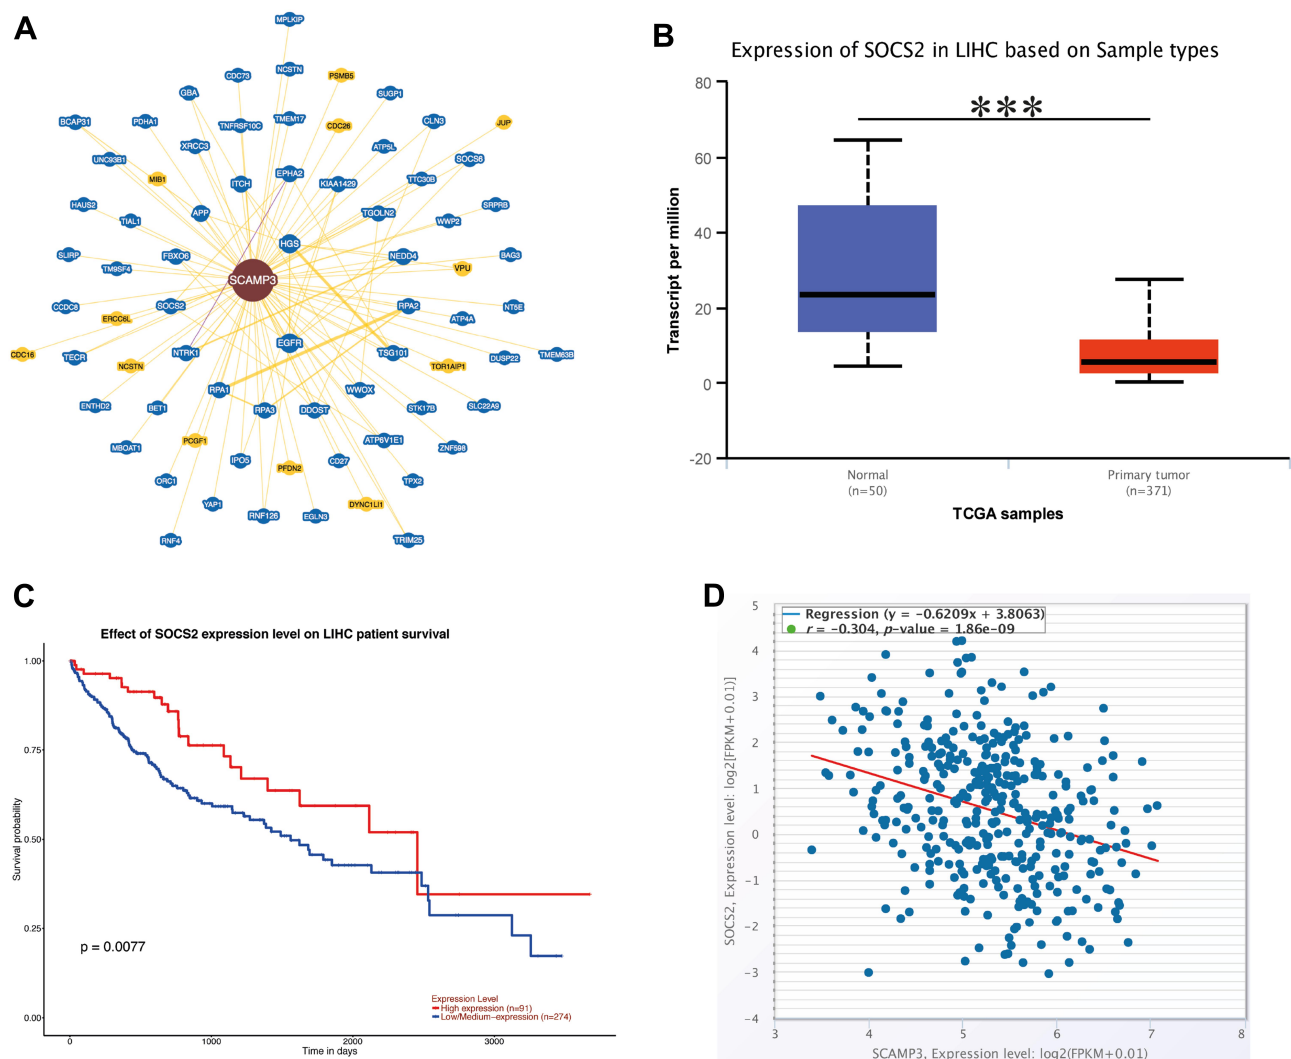 A
MPLKIP
NCSTN
CDC73
PSMB5
GBA
SUGP1
BCAP31
PDHA1
TNFRSF10C
TMEM17
CDC26
CLN3
JUP
XRCC3
ATP5L
UNC93B1
SOCS6
MIB1
ITCH
EPHA2
KIAA1429
TTC30B
HAUS2
TIAL1
APP
TGOLN2
WWP2
SRPRB
HGS
SLIRP
TM9SF4
FBXO6
NEDD4
VPU
BAG3
SCAMP3
CCDC8
ERCC6L
SOCS2
RPA2
ATP4A
NT5E
CDC16
TECR
NCSTN
NTRK1
EGFR
TSG101
TOR1AIP1
DUSP22
TMEM63B
RPA1
WWOX
ENTHD2
BET1
RPA3
DDOST
STK17B
SLC22A9
MBOAT1
PCGF1
ATP6V1E1
ZNF598
IPO5
PFDN2
CD27
ORC1
TPX2
YAP1
RNF126
EGLN3
DYNC1LI1
RNF4
TRIM25
B
Expression of SOCS2 in LIHC based on Sample types
***
Transcript per million
80
60
40
20
0
-20
Normal
(n=50)
Primary tumor
(n=371)
TCGA samples
C
Effect of SOCS2 expression level on LIHC patient survival
Survival probability
1.00
0.75
0.50
0.25
0.00
p = 0.0077
Expression Level
High expression (n=91)
Low/Medium-expression (n=274)
0
1000
2000
3000
Time in days
D
Regression (y = -0.6209x + 3.8063)
r = -0.304, p-value = 1.86e-09
SOCS2, Expression level: log2[FPKM+0.01)]
5
4
3
2
1
0
-1
-2
-3
-4
3
4
5
6
7
8
SCAMP3, Expression level: log2(FPKM+0.01)